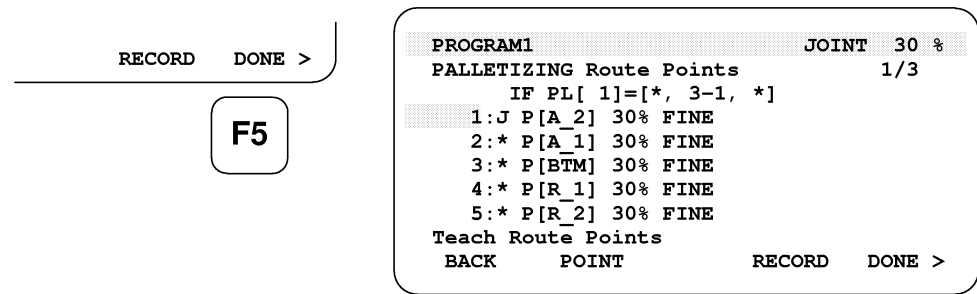 RECORD DONE >
F5
PROGRAM1 JOINT 30 %
PALLETIZING Route Points 1/3
IF PL[ 1]=[*, 3-1, *]
1:J P[A_2] 30% FINE
2:* P[A_1] 30% FINE
3:* P[BTM] 30% FINE
4:* P[R_1] 30% FINE
5:* P[R_2] 30% FINE
Teach Route Points
BACK POINT RECORD DONE >